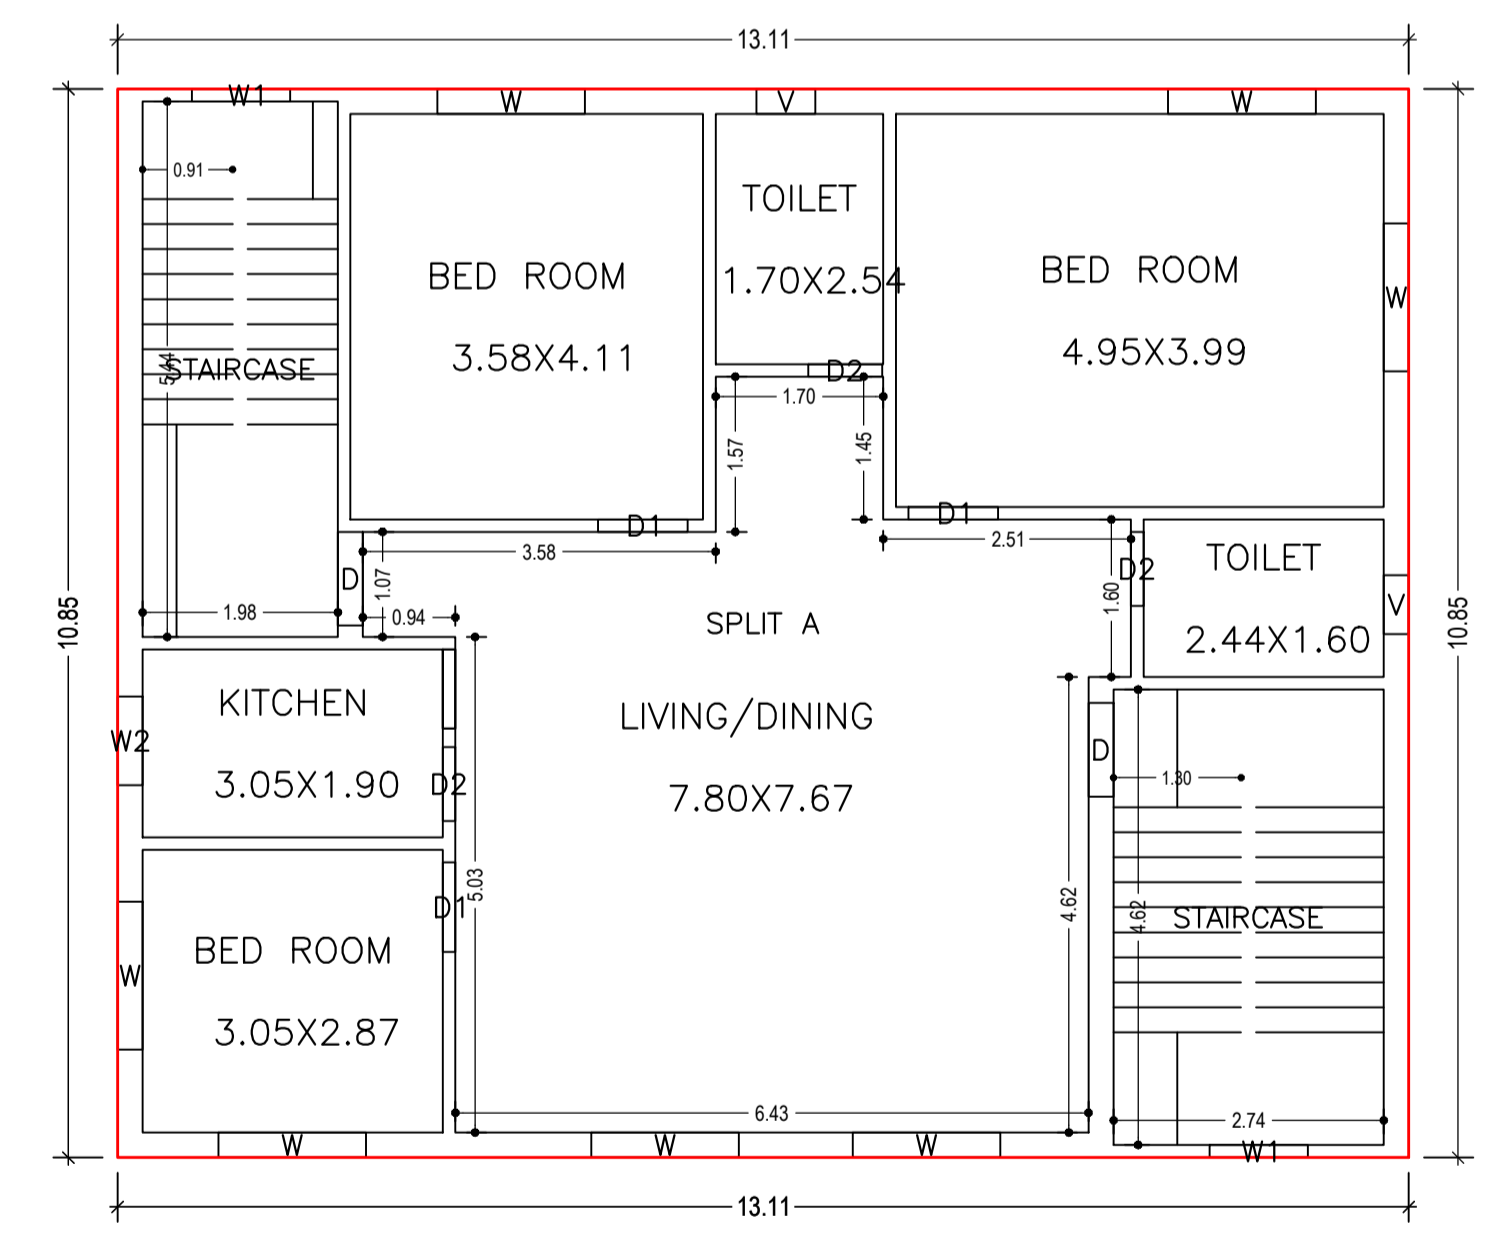 13.11
W1
W
V
W
0.91
TOILET
1.70X2.54
BED ROOM
3.58X4.11
BED ROOM
4.95X3.99
W
5.44
STAIRCASE
D2
1.70
1.57
1.45
D1
D1
3.58
2.51
D
1.07
0.94
1.98
D2
1.60
TOILET
2.44X1.60
V
10.85
10.85
SPLIT A
LIVING/DINING
7.80X7.67
KITCHEN
3.05X1.90
W2
D2
D
1.30
5.03
4.62
4.62
STAIRCASE
D1
BED ROOM
3.05X2.87
W
6.43
2.74
W
W
W
W1
13.11